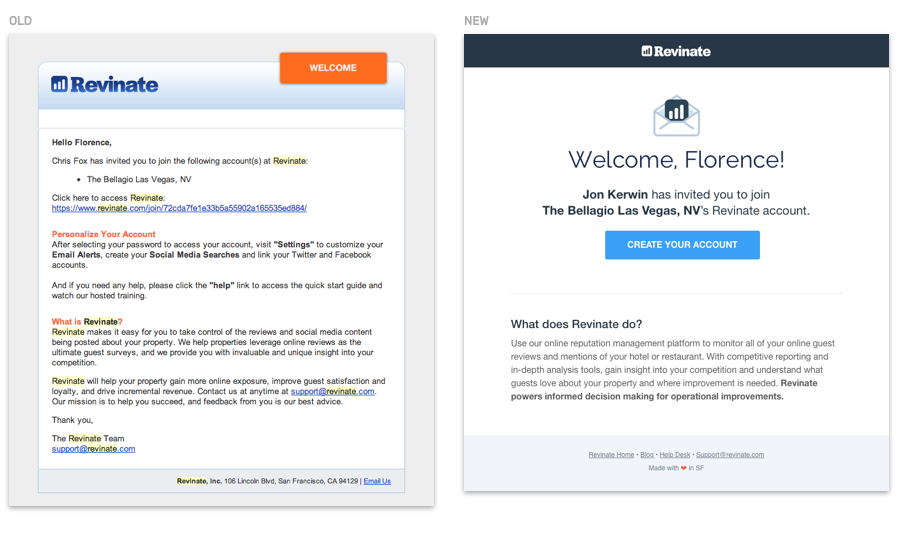 OLD
WELCOME
Revinate
Hello Florence,
Chris Fox has invited you to join the following account(s) at Revinate:
• The Bellagio Las Vegas, NV
Click here to access Revinate:
https://www.revinate.com/join/72cda7fe1e33b5a55902a165535ed884/
Personalize Your Account
After selecting your password to access your account, visit "Settings" to customize your
Email Alerts, create your Social Media Searches and link your Twitter and Facebook
accounts.
And if you need any help, please click the "help" link to access the quick start guide and
watch our hosted training.
What is Revinate?
Revinate makes it easy for you to take control of the reviews and social media content
being posted about your property. We help properties leverage online reviews as the
ultimate guest surveys, and we provide you with invaluable and unique insight into your
competition.
Revinate will help your property gain more online exposure, improve guest satisfaction and
loyalty, and drive incremental revenue. Contact us at anytime at support@revinate.com.
Our mission is to help you succeed, and feedback from you is our best advice.
Thank you,
The Revinate Team
support@revinate.com
Revinate, Inc. 106 Lincoln Blvd, San Francisco, CA 94129 | Email Us
NEW
Revinate
Welcome, Florence!
Jon Kerwin has invited you to join
The Bellagio Las Vegas, NV's Revinate account.
CREATE YOUR ACCOUNT
What does Revinate do?
Use our online reputation management platform to monitor all of your online guest
reviews and mentions of your hotel or restaurant. With competitive reporting and
in-depth analysis tools, gain insight into your competition and understand what
guests love about your property and where improvement is needed. Revinate
powers informed decision making for operational improvements.
Revinate Home • Blog • Help Desk • Support@revinate.com
Made with ❤ in SF